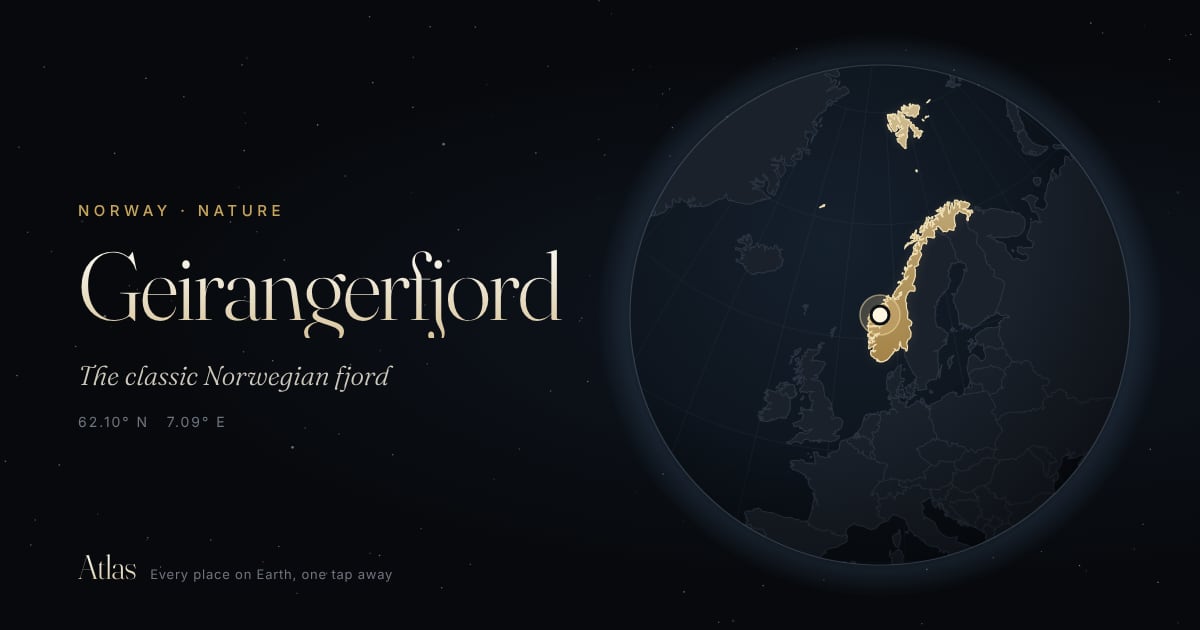 NORWAY · NATURE
Geirangerfjord
The classic Norwegian fjord
62.10° N 7.09° E
Atlas Every place on Earth, one tap away